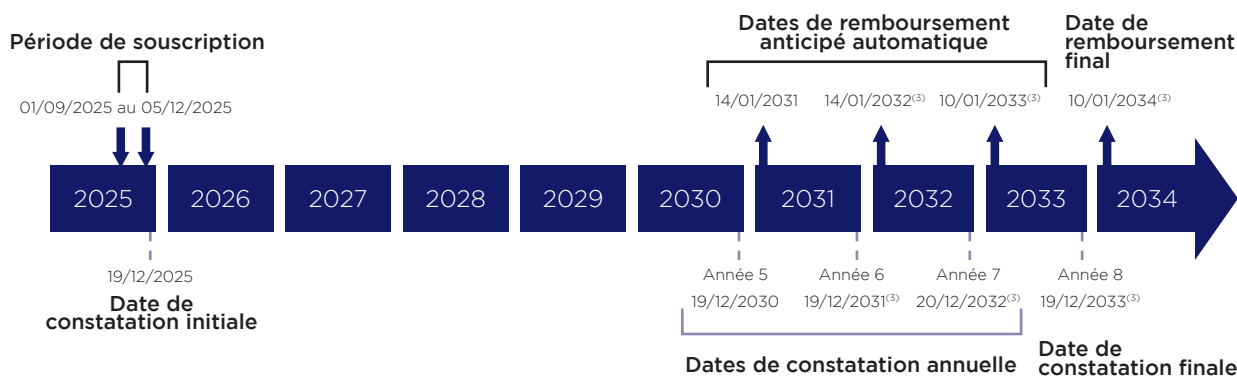 Période de souscription
01/09/2025 au 05/12/2025
Dates de remboursement
anticipé automatique
14/01/2031
14/01/2032⁽³⁾
10/01/2033⁽³⁾
Date de
remboursement
final
10/01/2034⁽³⁾
2025
2026
2027
2028
2029
2030
2031
2032
2033
2034
19/12/2025
Date de
constatation initiale
Année 5
19/12/2030
Année 6
19/12/2031⁽³⁾
Année 7
20/12/2032⁽³⁾
Année 8
19/12/2033⁽³⁾
Dates de constatation annuelle
Date de
constatation finale